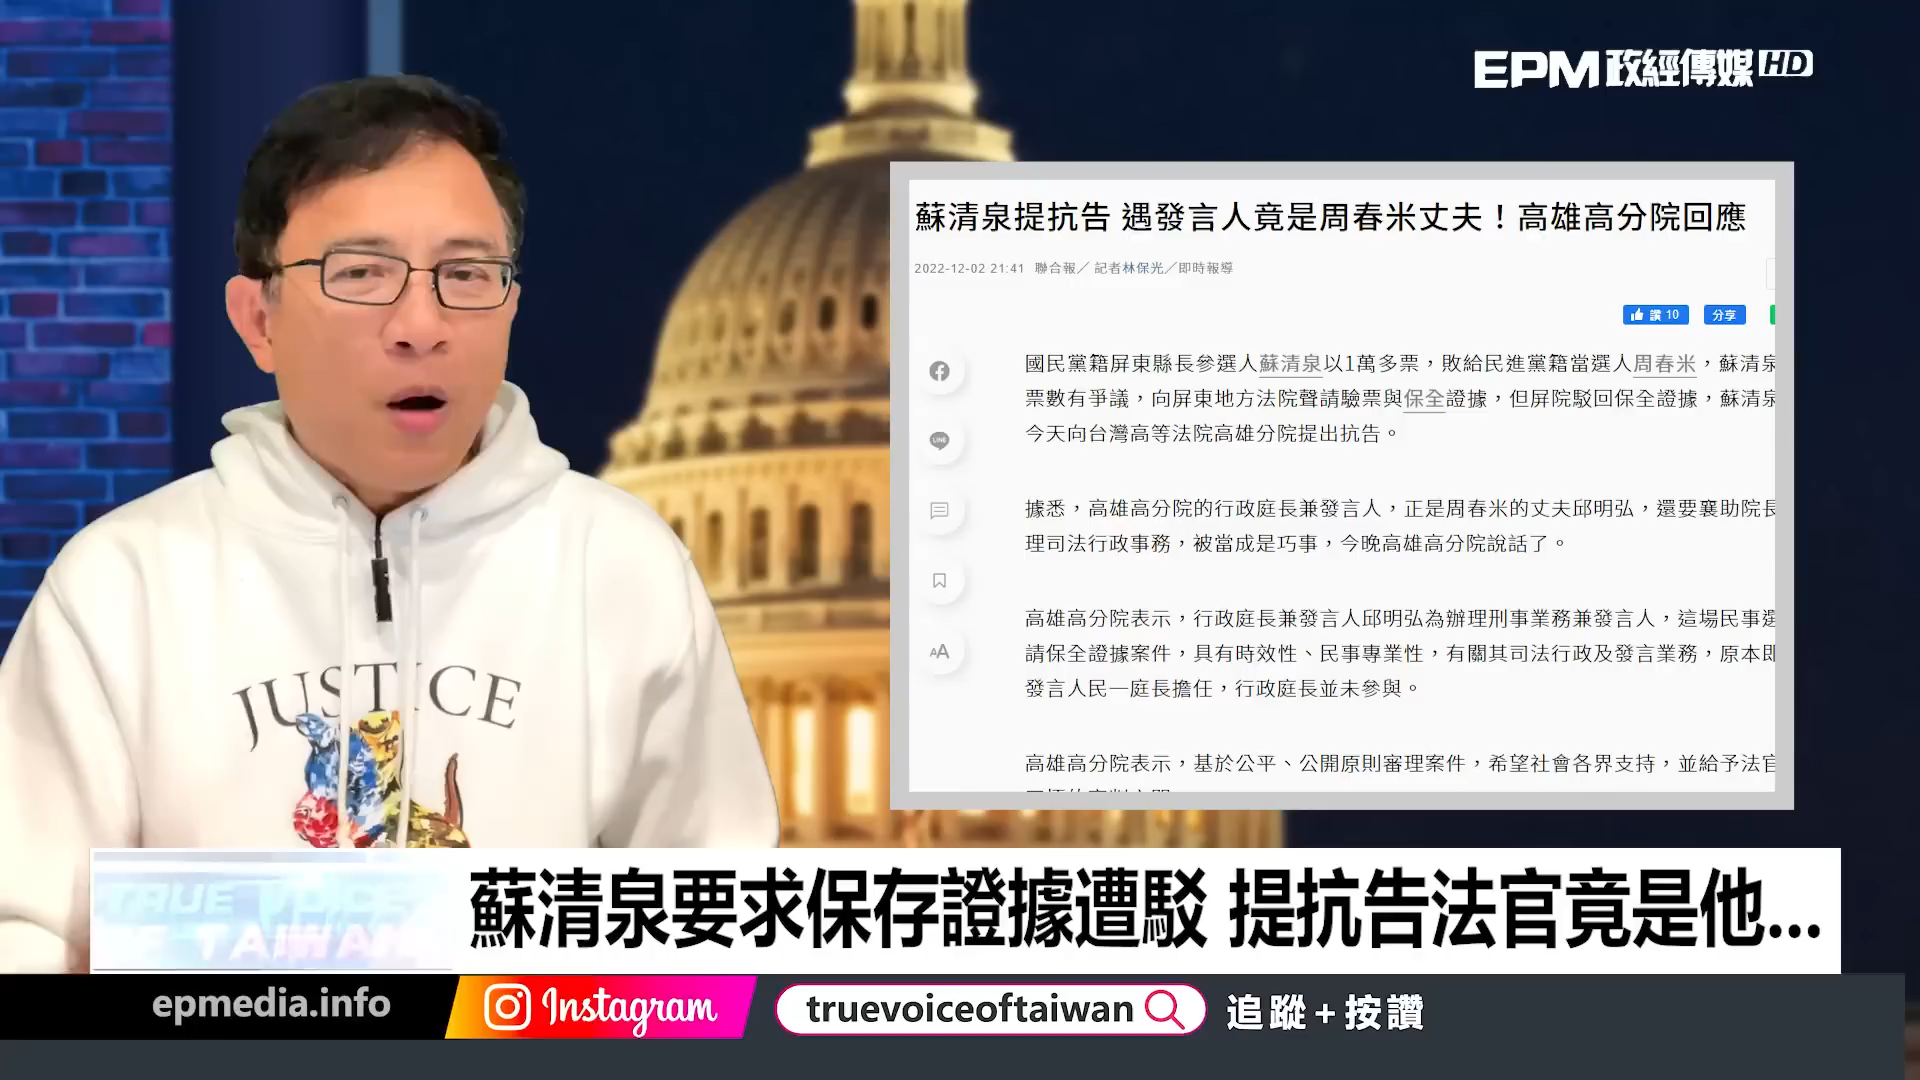 EPM政經傳媒HD
蘇清泉提抗告 遇發言人竟是周春米丈夫！高雄高分院回應
2022-12-02 21:41 聯合報／記者林保光／即時報導
讚 10 分享
國民黨籍屏東縣長參選人蘇清泉以1萬多票，敗給民進黨籍當選人周春米，蘇清泉
票數有爭議，向屏東地方法院聲請驗票與保全證據，但屏院駁回保全證據，蘇清泉
今天向台灣高等法院高雄分院提出抗告。
LINE
據悉，高雄高分院的行政庭長兼發言人，正是周春米的丈夫邱明弘，還要襄助院長
理司法行政事務，被當成是巧事，今晚高雄高分院說話了。
高雄高分院表示，行政庭長兼發言人邱明弘為辦理刑事業務兼發言人，這場民事選
請保全證據案件，具有時效性、民事專業性，有關其司法行政及發言業務，原本即
AA
發言人民一庭長擔任，行政庭長並未參與。
高雄高分院表示，基於公平、公開原則審理案件，希望社會各界支持，並給予法官
JUSTICE
TRUE VOICE
OF TAIWAN
蘇清泉要求保存證據遭駁 提抗告法官竟是他...
epmedia.info Instagram truevoiceoftaiwan 追蹤+按讚